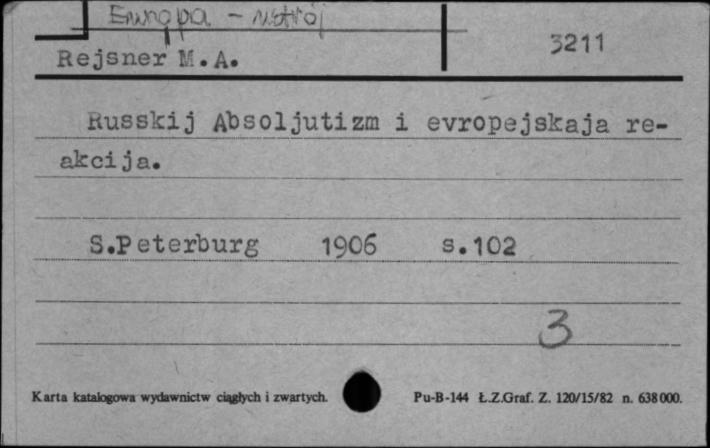 Europa - ustrój
3211
Rejsner M.A.
Russkij Absoljutizm i evropejskaja re-
akcija.
S.Peterburg 1906 s.102
3
Karta katalogowa wydawnictw ciągłych i zwartych. Pu-B-144 Ł.Z.Graf. Z. 120/15/82 n. 638000.